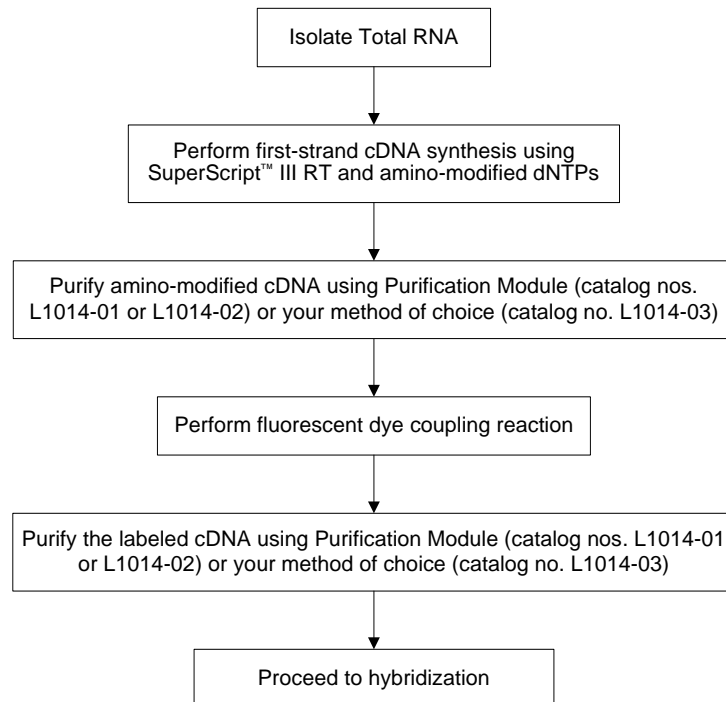 Isolate Total RNA
Perform first-strand cDNA synthesis using
SuperScript™ III RT and amino-modified dNTPs
Purify amino-modified cDNA using Purification Module (catalog nos.
L1014-01 or L1014-02) or your method of choice (catalog no. L1014-03)
Perform fluorescent dye coupling reaction
Purify the labeled cDNA using Purification Module (catalog nos. L1014-01
or L1014-02) or your method of choice (catalog no. L1014-03)
Proceed to hybridization